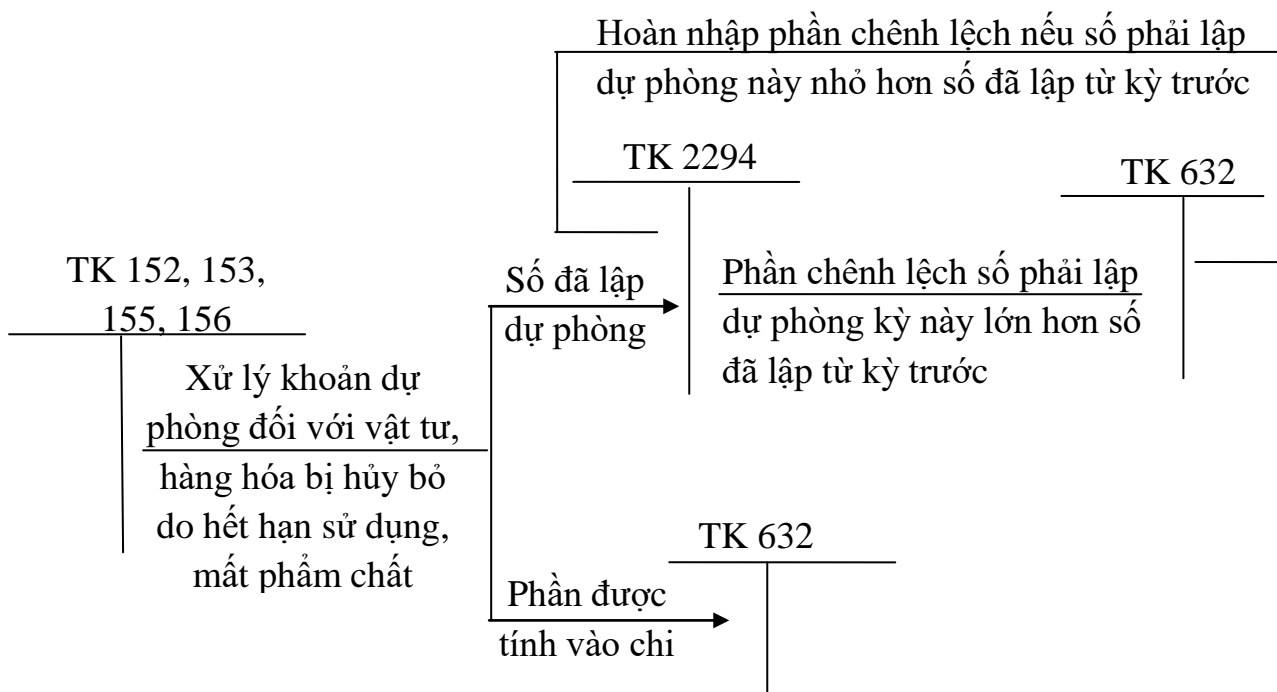 Hoàn nhập phần chênh lệch nếu số phải lập
dự phòng này nhỏ hơn số đã lập từ kỳ trước
TK 2294
TK 632
TK 152, 153,
155, 156
Số đã lập
dự phòng
Phần chênh lệch số phải lập
dự phòng kỳ này lớn hơn số
đã lập từ kỳ trước
Xử lý khoản dự
phòng đối với vật tư,
hàng hóa bị hủy bỏ
do hết hạn sử dụng,
mất phẩm chất
TK 632
Phần được
tính vào chi